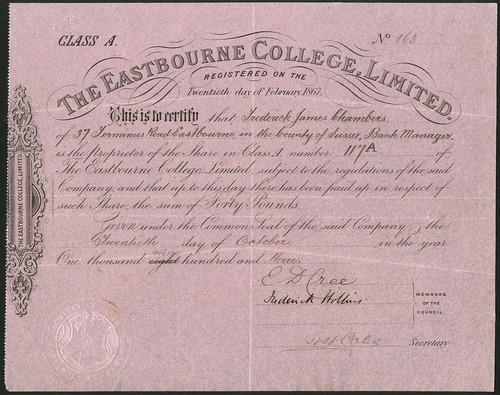 CLASS A.
No 163
THE EASTBOURNE COLLEGE, LIMITED.
REGISTERED ON THE
Twentieth day of February 1867.
This is to certify that Frederick James Chambers
of 37 Terminus Road Eastbourne, in the County of Sussex, Bank Manager,
is the Proprietor of the Share in Class A. number 117A of
The Eastbourne College, Limited, subject to the regulations of the said
Company, and that up to this day there has been paid up in respect of
such Share, the sum of Forty Pounds.
Given under the Common Seal of the said Company, the
Twentieth day of October in the year
One thousand eight nine hundred and three.
E D Cree
Frederick Hollins
MEMBERS
OF THE
COUNCIL.
Secretary
THE EASTBOURNE COLLEGE, LIMITED.